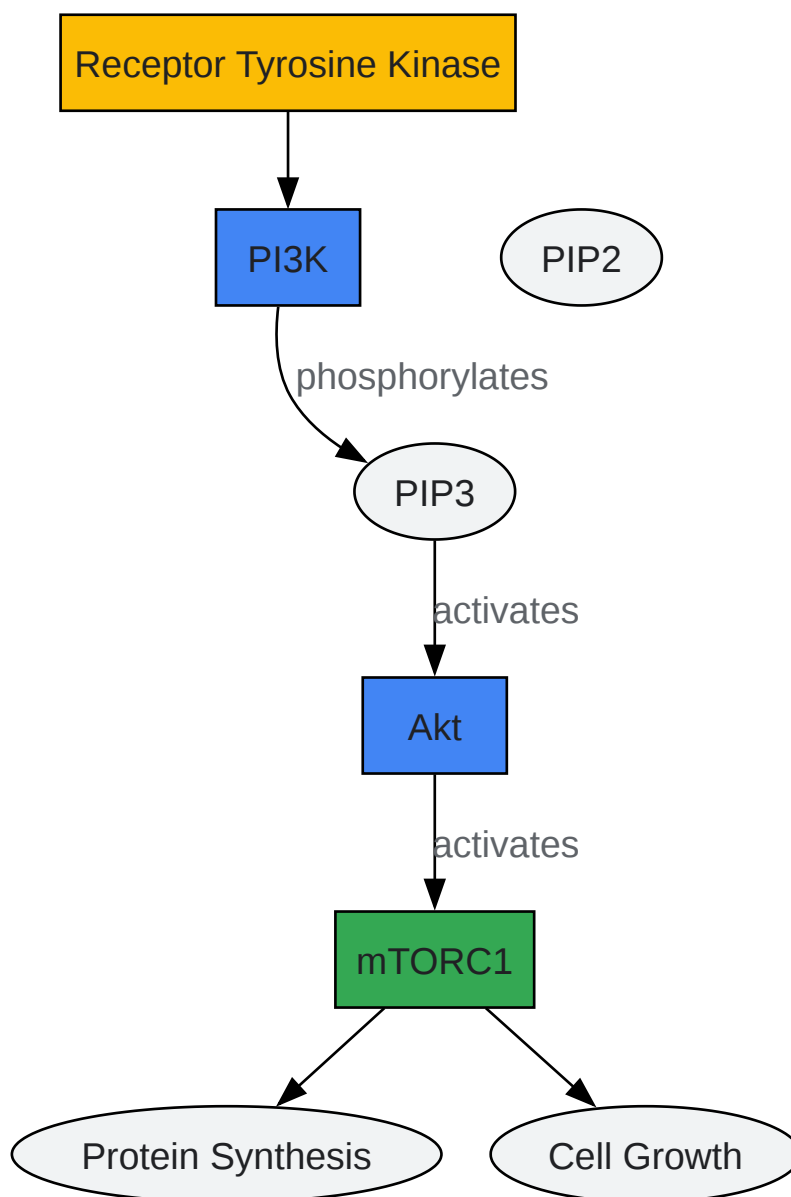 Receptor Tyrosine Kinase
PI3K
PIP2
phosphorylates
PIP3
activates
Akt
activates
mTORC1
Protein Synthesis
Cell Growth